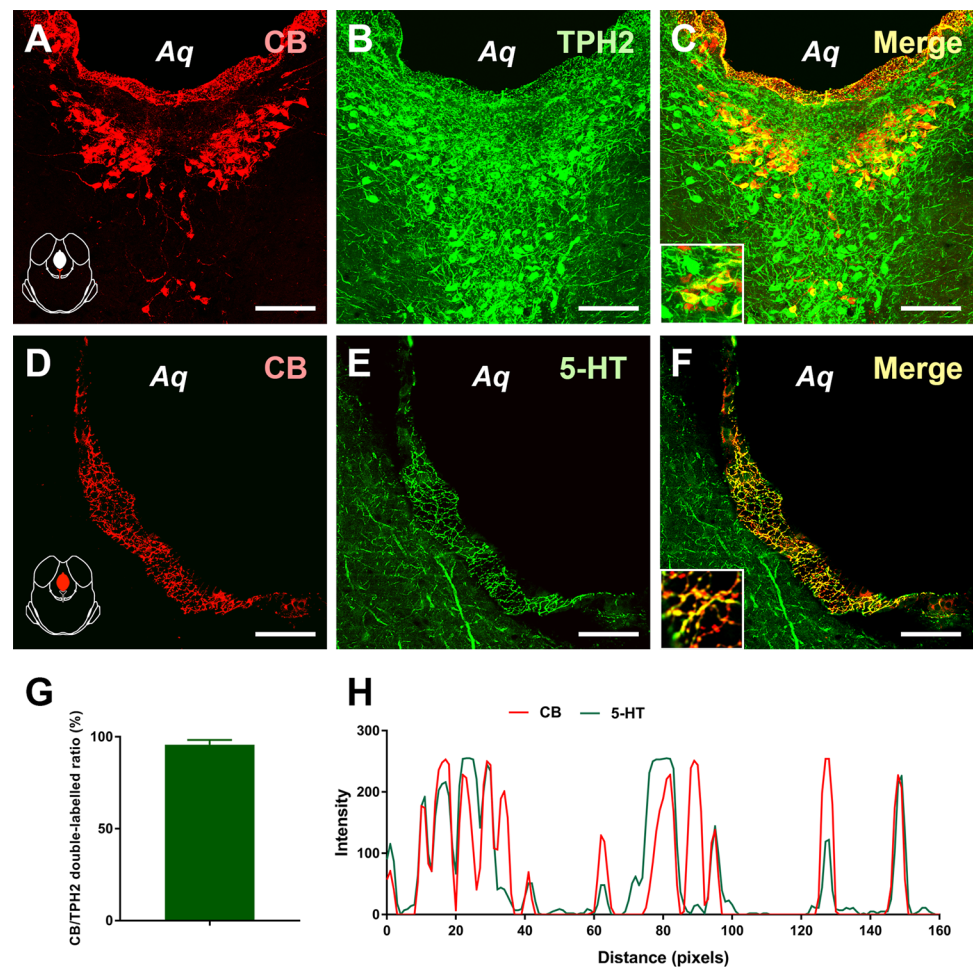 A Aq CB
B Aq TPH2
C Aq Merge
D Aq CB
E Aq 5-HT
F Aq Merge
G
CB/TPH2 double-labelled ratio (%)
100
50
0
H
CB 5-HT
Intensity
300
200
100
0
0 20 40 60 80 100 120 140 160
Distance (pixels)